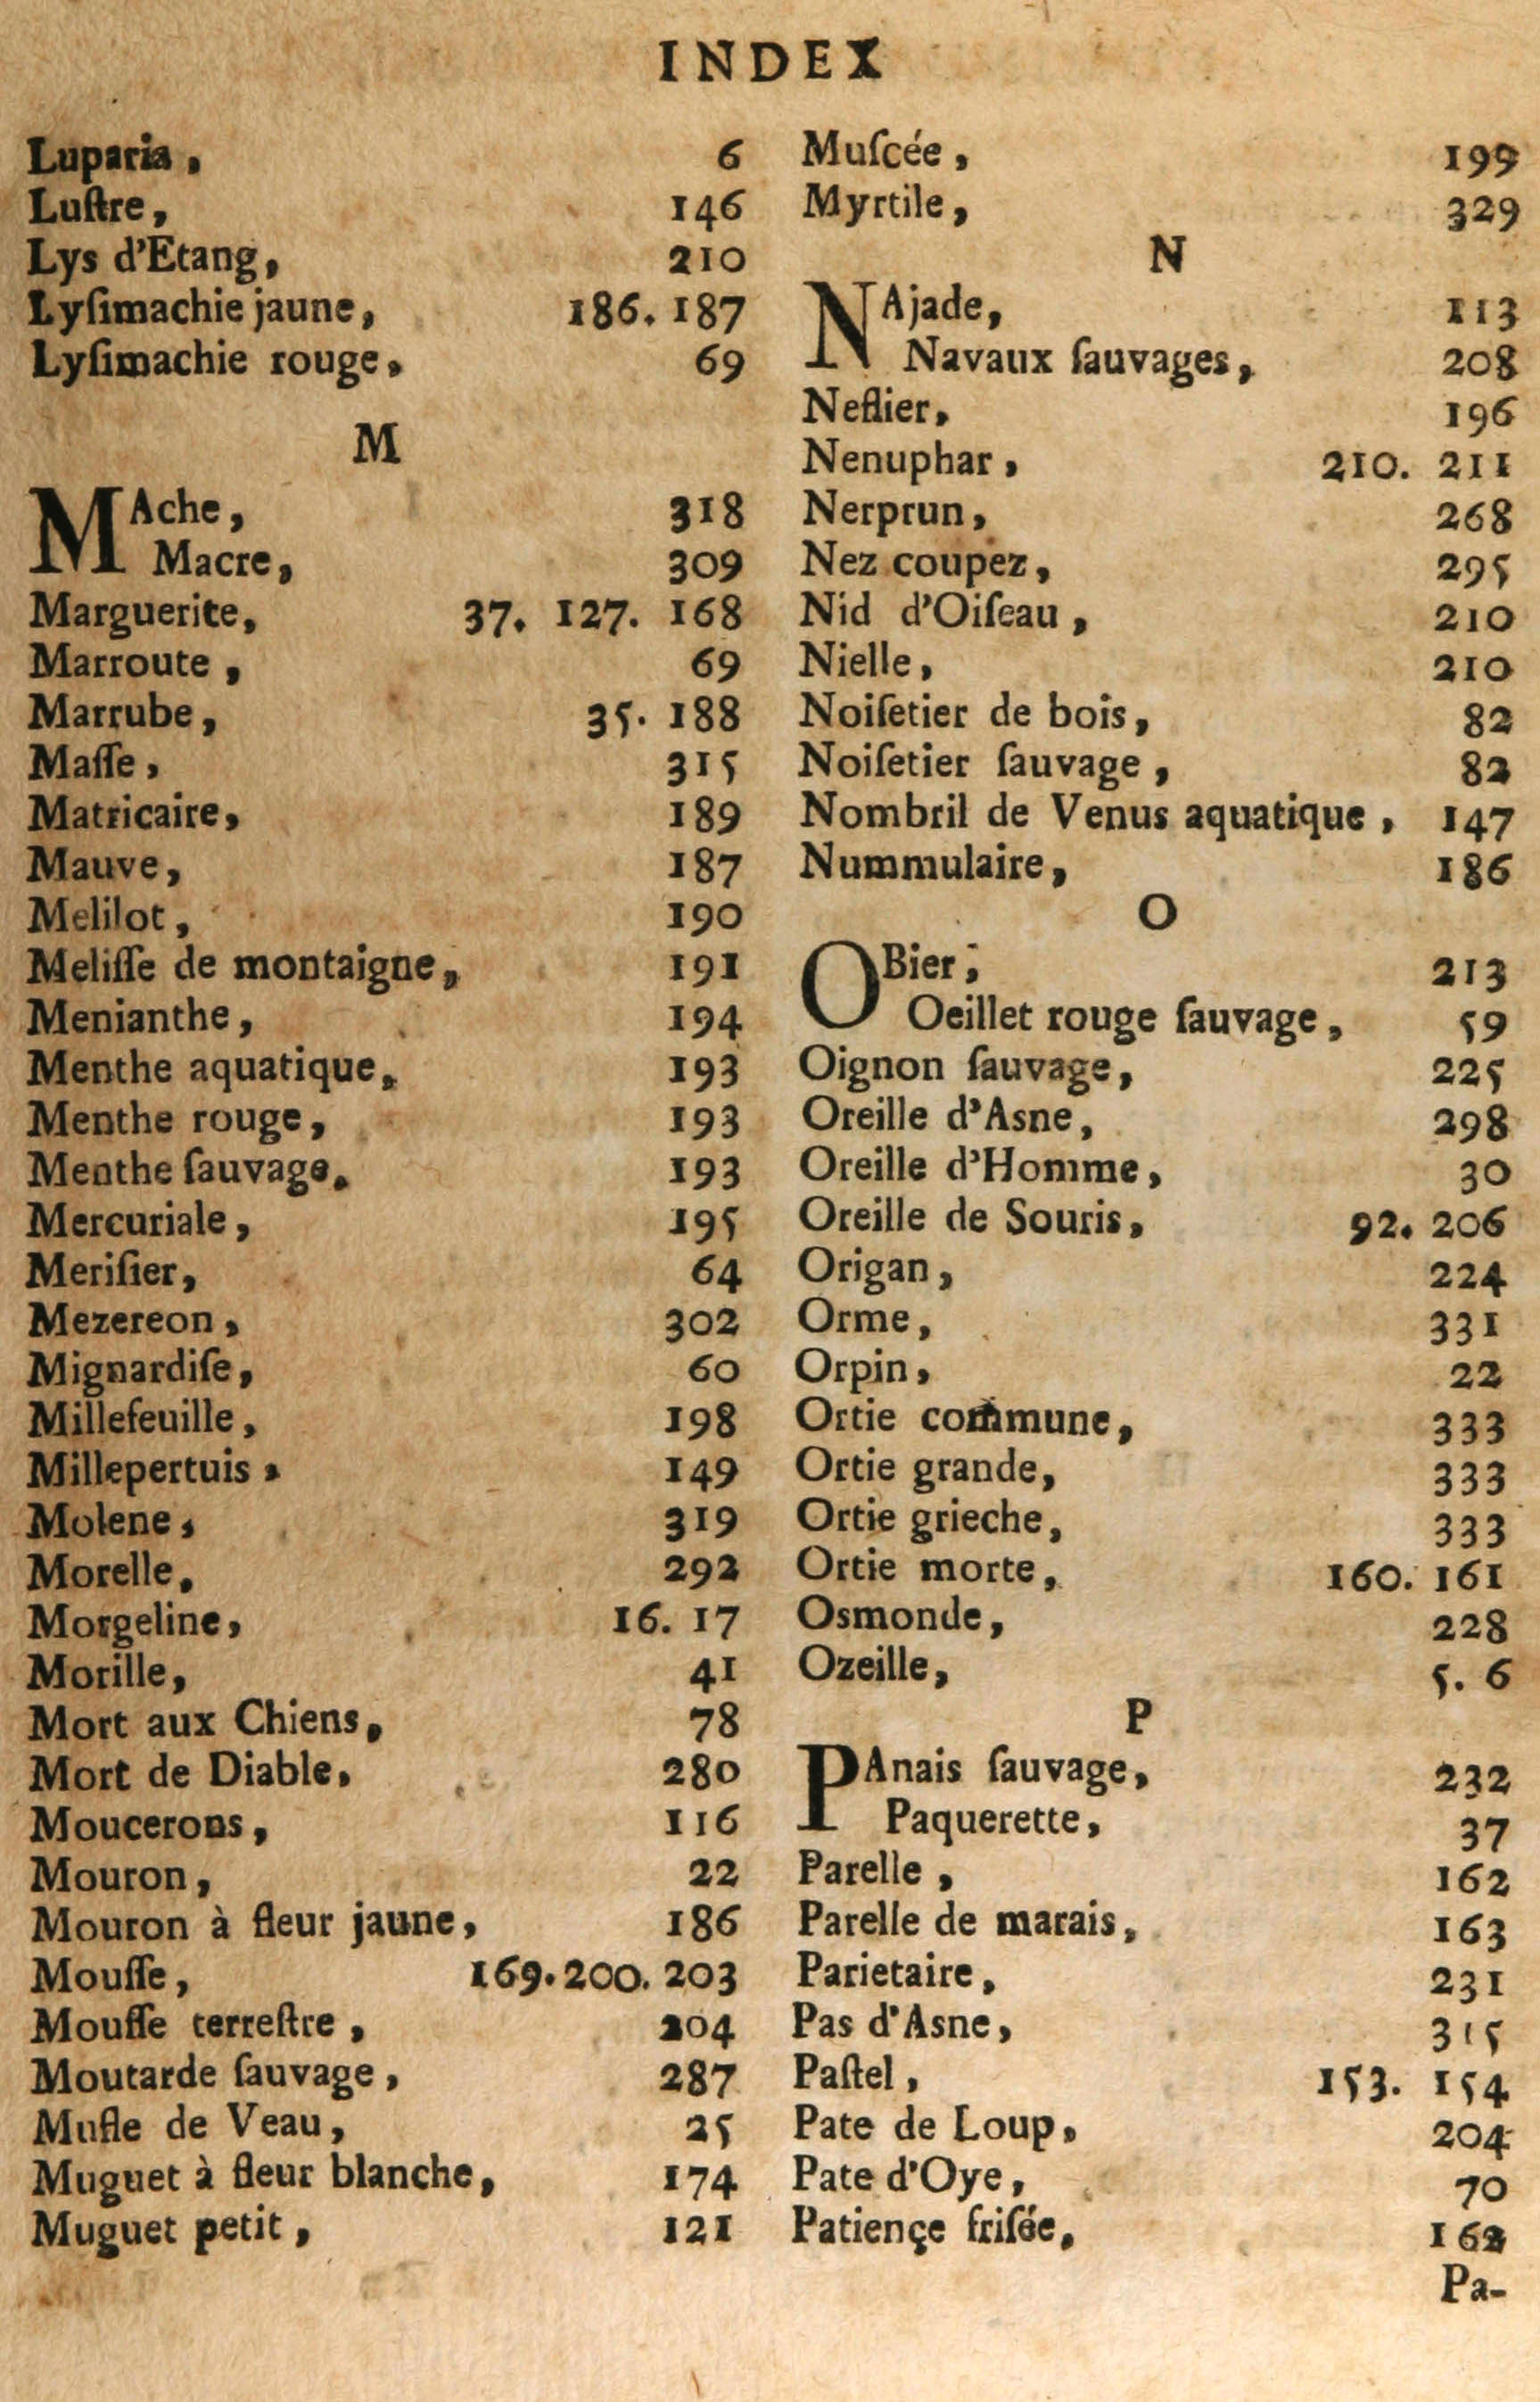 INDEX
Luparia, 6
Luſtre, 146
Lys d'Etang, 210
Lyſimachie jaune, 186. 187
Lyſimachie rouge, 69
M
MAche, 318
Macre, 309
Marguerite, 37. 127. 168
Marroute, 69
Marrube, 35. 188
Maſſe, 315
Matricaire, 189
Mauve, 187
Melilot, 190
Meliſſe de montaigne, 191
Menianthe, 194
Menthe aquatique, 193
Menthe rouge, 193
Menthe ſauvage, 193
Mercuriale, 195
Meriſier, 64
Mezereon, 302
Mignardiſe, 60
Millefeuille, 198
Millepertuis, 149
Molene, 319
Morelle, 292
Morgeline, 16. 17
Morille, 41
Mort aux Chiens, 78
Mort de Diable, 280
Moucerons, 116
Mouron, 22
Mouron à fleur jaune, 186
Mouſſe, 169. 200. 203
Mouſſe terreſtre, 204
Moutarde ſauvage, 287
Mufle de Veau, 25
Muguet à fleur blanche, 174
Muguet petit, 121
Muſcée, 199
Myrtile, 329
N
NAjade, 113
Navaux ſauvages, 208
Neflier, 196
Nenuphar, 210. 211
Nerprun, 268
Nez coupez, 295
Nid d'Oiſeau, 210
Nielle, 210
Noiſetier de bois, 82
Noiſetier ſauvage, 82
Nombril de Venus aquatique, 147
Nummulaire, 186
O
OBier, 213
Oeillet rouge ſauvage, 59
Oignon ſauvage, 225
Oreille d'Asne, 298
Oreille d'Homme, 30
Oreille de Souris, 92. 206
Origan, 224
Orme, 331
Orpin, 22
Ortie commune, 333
Ortie grande, 333
Ortie grieche, 333
Ortie morte, 160. 161
Osmonde, 228
Ozeille, 5. 6
P
PAnais ſauvage, 232
Paquerette, 37
Parelle, 162
Parelle de marais, 163
Parietaire, 231
Pas d'Asne, 315
Paſtel, 153. 154
Pate de Loup, 204
Pate d'Oye, 70
Patiençe friſée, 162
Pa-